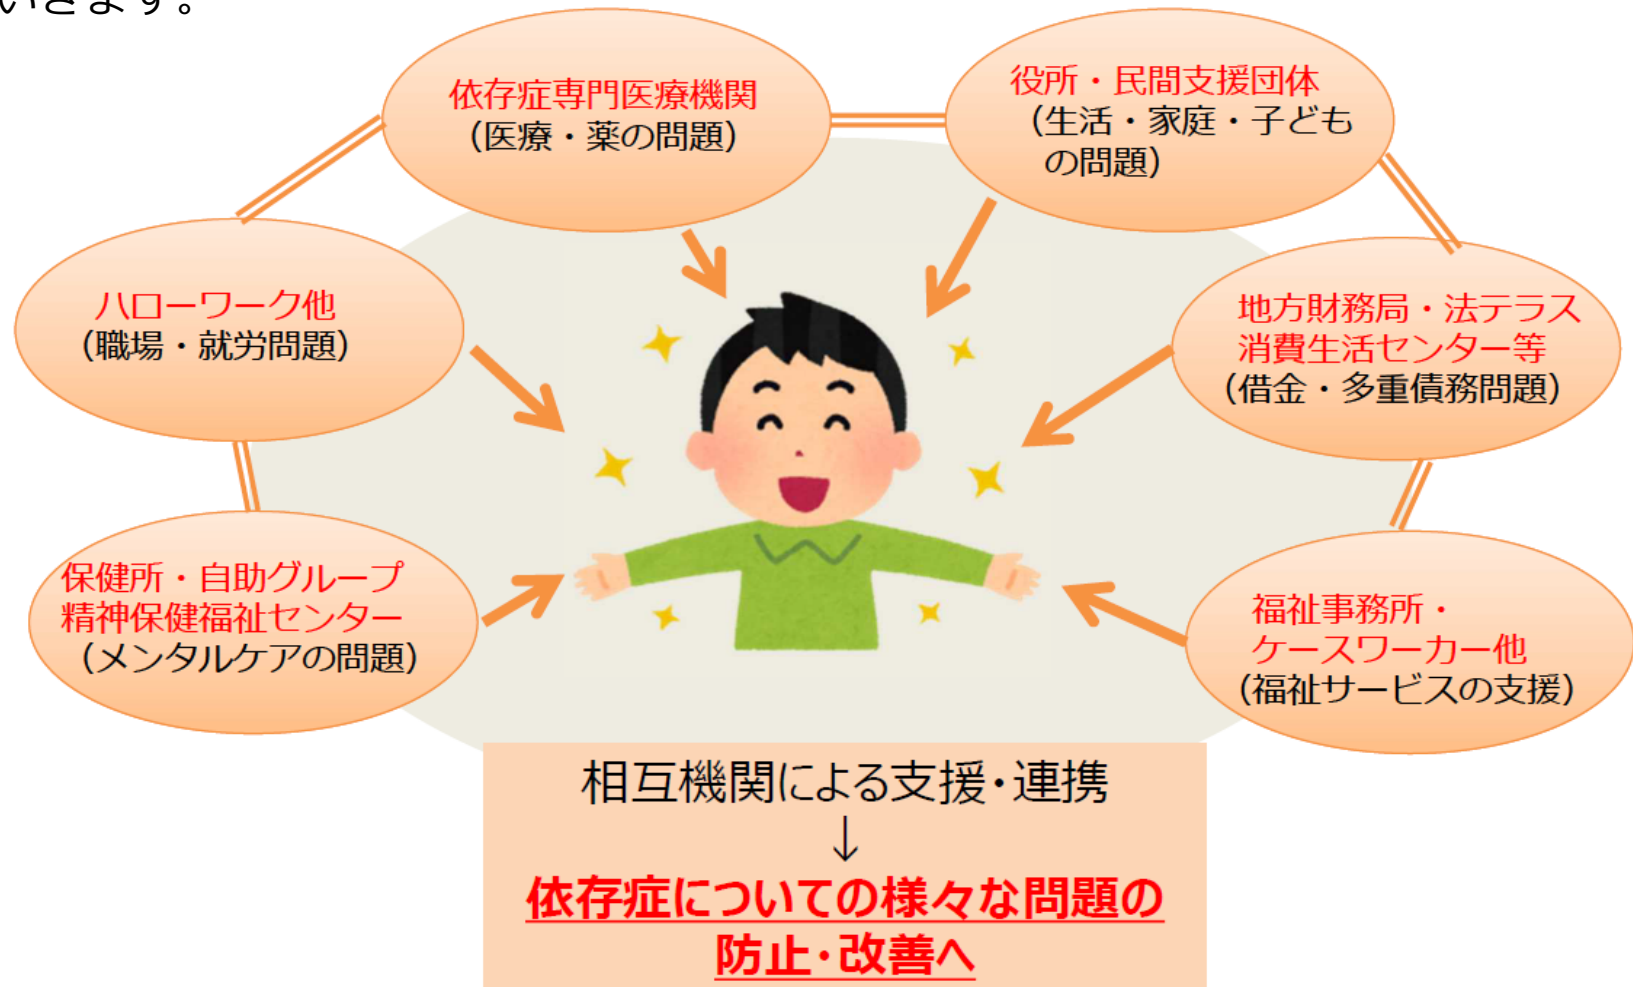 いきます。
依存症専門医療機関
（医療・薬の問題）
役所・民間支援団体
（生活・家庭・子ども
の問題）
ハローワーク他
（職場・就労問題）
地方財務局・法テラス
消費生活センター等
（借金・多重債務問題）
保健所・自助グループ
精神保健福祉センター
（メンタルケアの問題）
福祉事務所・
ケースワーカー他
（福祉サービスの支援）
相互機関による支援・連携
↓
依存症についての様々な問題の
防止・改善へ